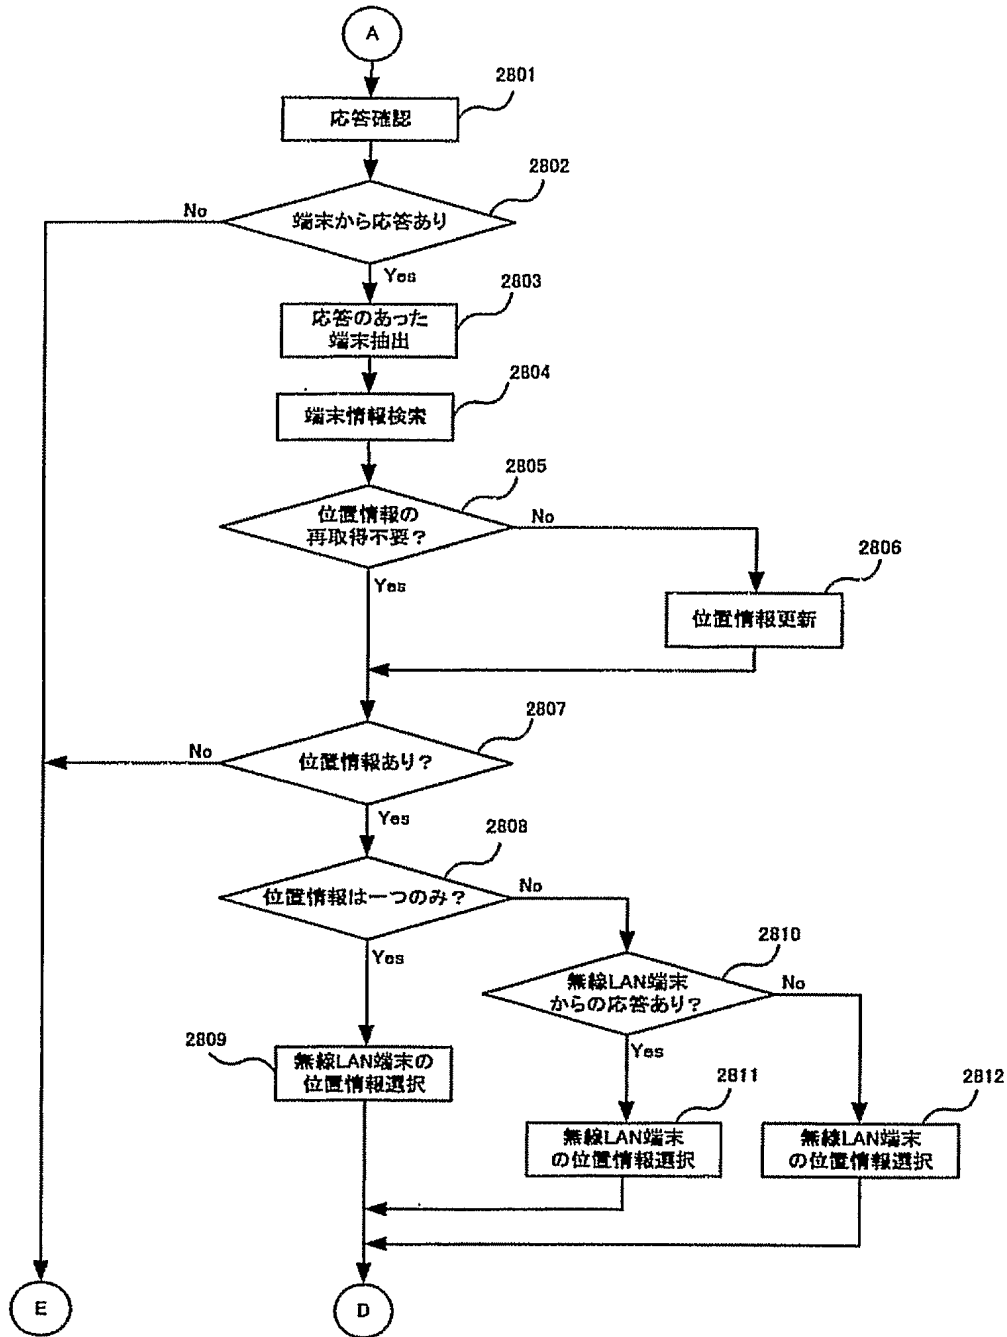 A
2801
応答確認
2802
No
端末から応答あり
Yes
2803
応答のあった
端末抽出
2804
端末情報検索
2805
位置情報の
再取得不要？
No
Yes
2806
位置情報更新
2807
No
位置情報あり？
Yes
2808
位置情報は一つのみ？
No
Yes
2810
無線LAN端末
からの応答あり？
No
Yes
2809
無線LAN端末の
位置情報選択
2811
無線LAN端末
の位置情報選択
2812
無線LAN端末
の位置情報選択
E
D